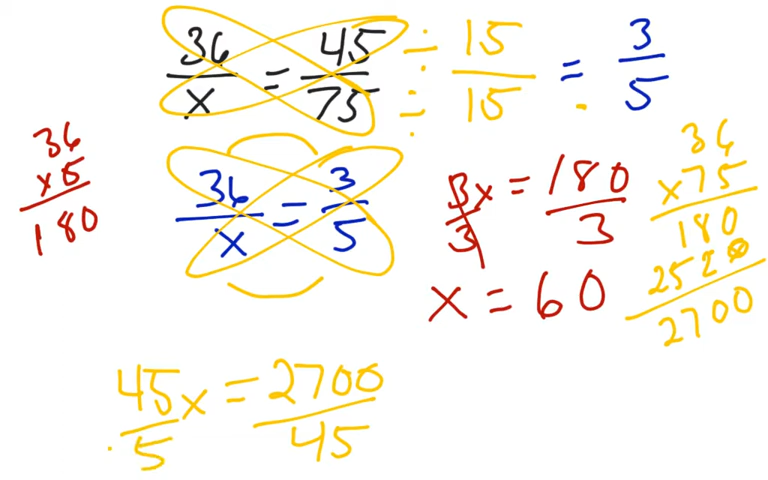 36/x = 45/75 ÷ 15/15 = 3/5
36
x 5
180
36/x = 3/5
3x/3 = 180/3
x = 60
36
x 75
180
2520
2700
45x/5 = 2700/45